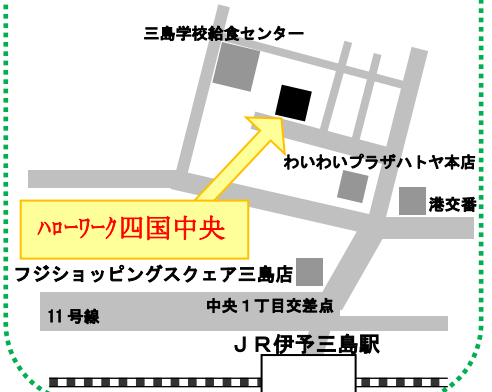 三島学校給食センター
わいわいプラザハトヤ本店
港交番
ﾊﾛｰﾜｰｸ四国中央
フジショッピングスクェア三島店
中央１丁目交差点
11号線
ＪＲ伊予三島駅